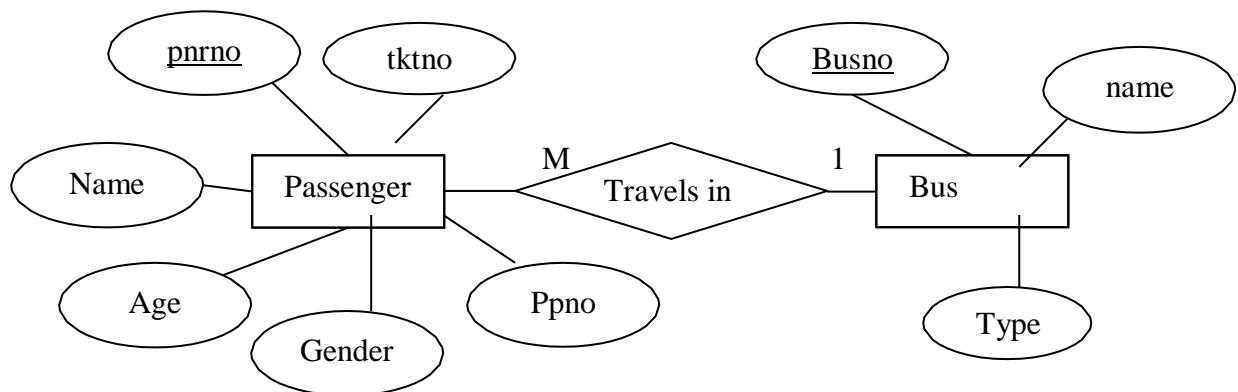 pnrno
tktno
Busno
name
Name
Passenger
M
Travels in
1
Bus
Age
Gender
Ppno
Type